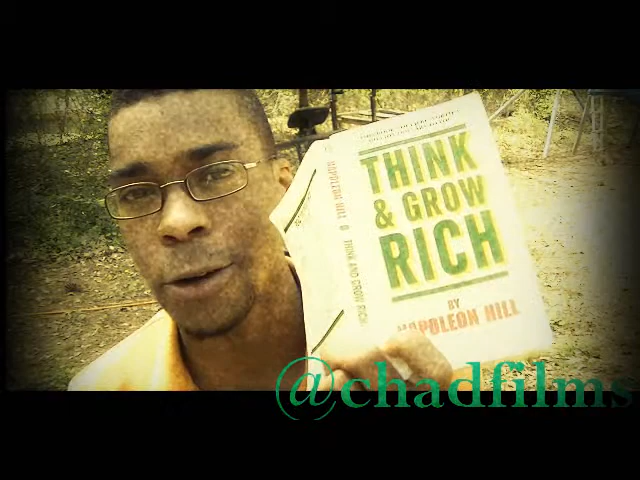 NAPOLEON HILL THINK AND GROW RICH
THINK
& GROW
RICH
BY
NAPOLEON HILL
@chadfilms